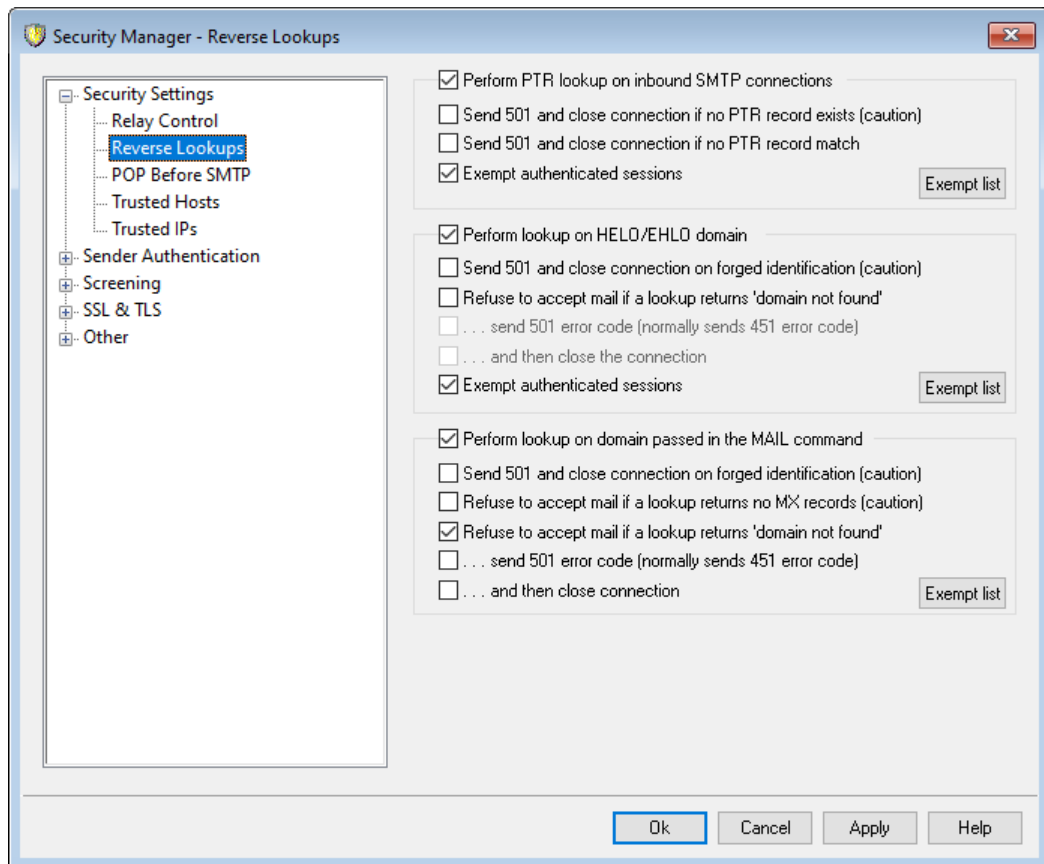 Security Manager - Reverse Lookups
Security Settings
Relay Control
Reverse Lookups
POP Before SMTP
Trusted Hosts
Trusted IPs
Sender Authentication
Screening
SSL & TLS
Other
Perform PTR lookup on inbound SMTP connections
Send 501 and close connection if no PTR record exists (caution)
Send 501 and close connection if no PTR record match
Exempt authenticated sessions
Exempt list
Perform lookup on HELO/EHLO domain
Send 501 and close connection on forged identification (caution)
Refuse to accept mail if a lookup returns 'domain not found'
. . . send 501 error code (normally sends 451 error code)
. . . and then close the connection
Exempt authenticated sessions
Exempt list
Perform lookup on domain passed in the MAIL command
Send 501 and close connection on forged identification (caution)
Refuse to accept mail if a lookup returns no MX records (caution)
Refuse to accept mail if a lookup returns 'domain not found'
. . . send 501 error code (normally sends 451 error code)
. . . and then close connection
Exempt list
Ok
Cancel
Apply
Help